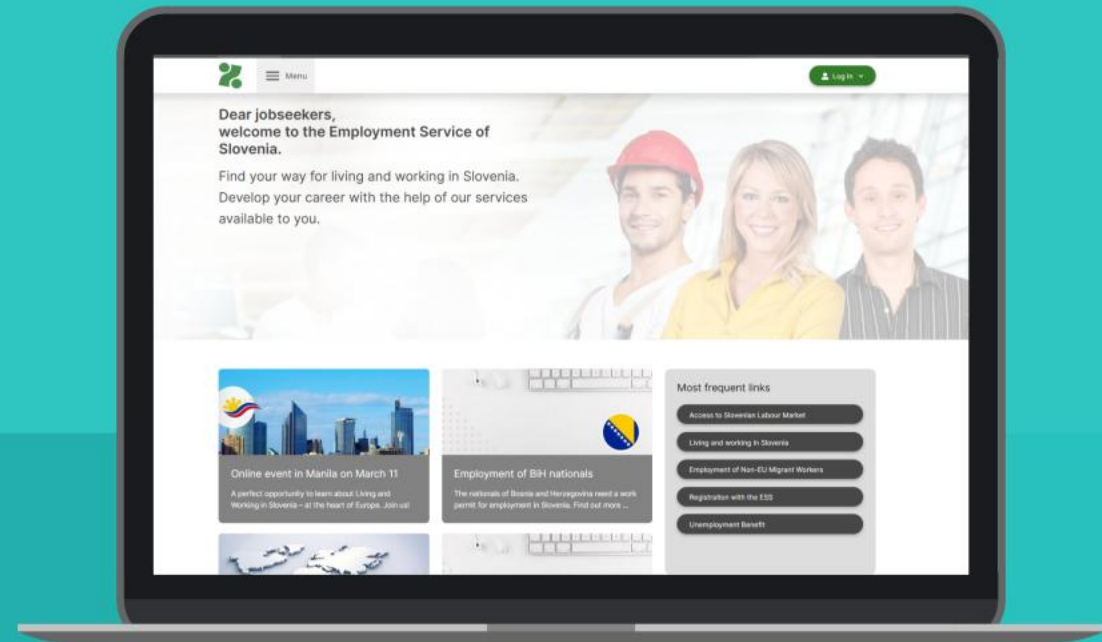 Menu
Log in
Dear jobseekers,
welcome to the Employment Service of
Slovenia.
Find your way for living and working in Slovenia.
Develop your career with the help of our services
available to you.
Online event in Manila on March 11
A perfect opportunity to learn about Living and
Working in Slovenia – at the heart of Europe. Join us!
Employment of BiH nationals
The nationals of Bosnia and Herzegovina need a work
permit for employment in Slovenia. Find out more ...
Most frequent links
Access to Slovenian Labour Market
Living and working in Slovenia
Employment of Non-EU Migrant Workers
Registration with the ESS
Unemployment Benefit